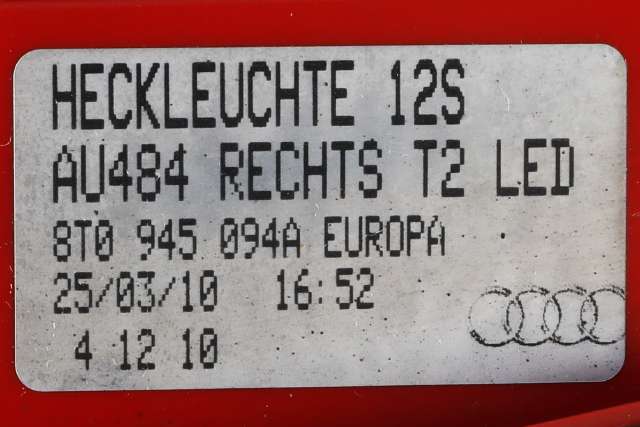 HECKLEUCHTE 12S
AU484 RECHTS T2 LED
8T0 945 094A EUROPA
25/03/10 16:52
4 12 10